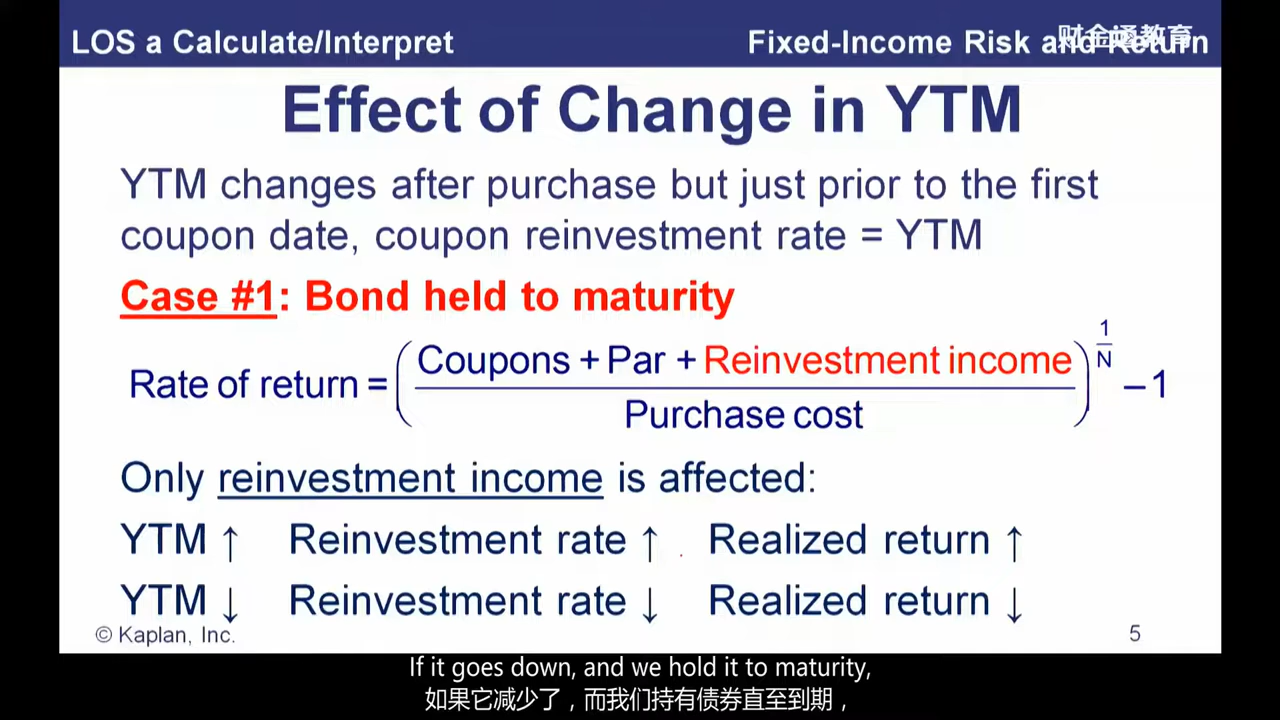 LOS a Calculate/Interpret
Fixed-Income Risk and Return
财金通教育
Effect of Change in YTM
YTM changes after purchase but just prior to the first
coupon date, coupon reinvestment rate = YTM
Case #1: Bond held to maturity
Rate of return = ( Coupons + Par + Reinvestment income / Purchase cost ) 1/N – 1
Only reinvestment income is affected:
YTM ↑ Reinvestment rate ↑ Realized return ↑
YTM ↓ Reinvestment rate ↓ Realized return ↓
© Kaplan, Inc.
5
If it goes down, and we hold it to maturity,
如果它减少了，而我们持有债券直至到期，